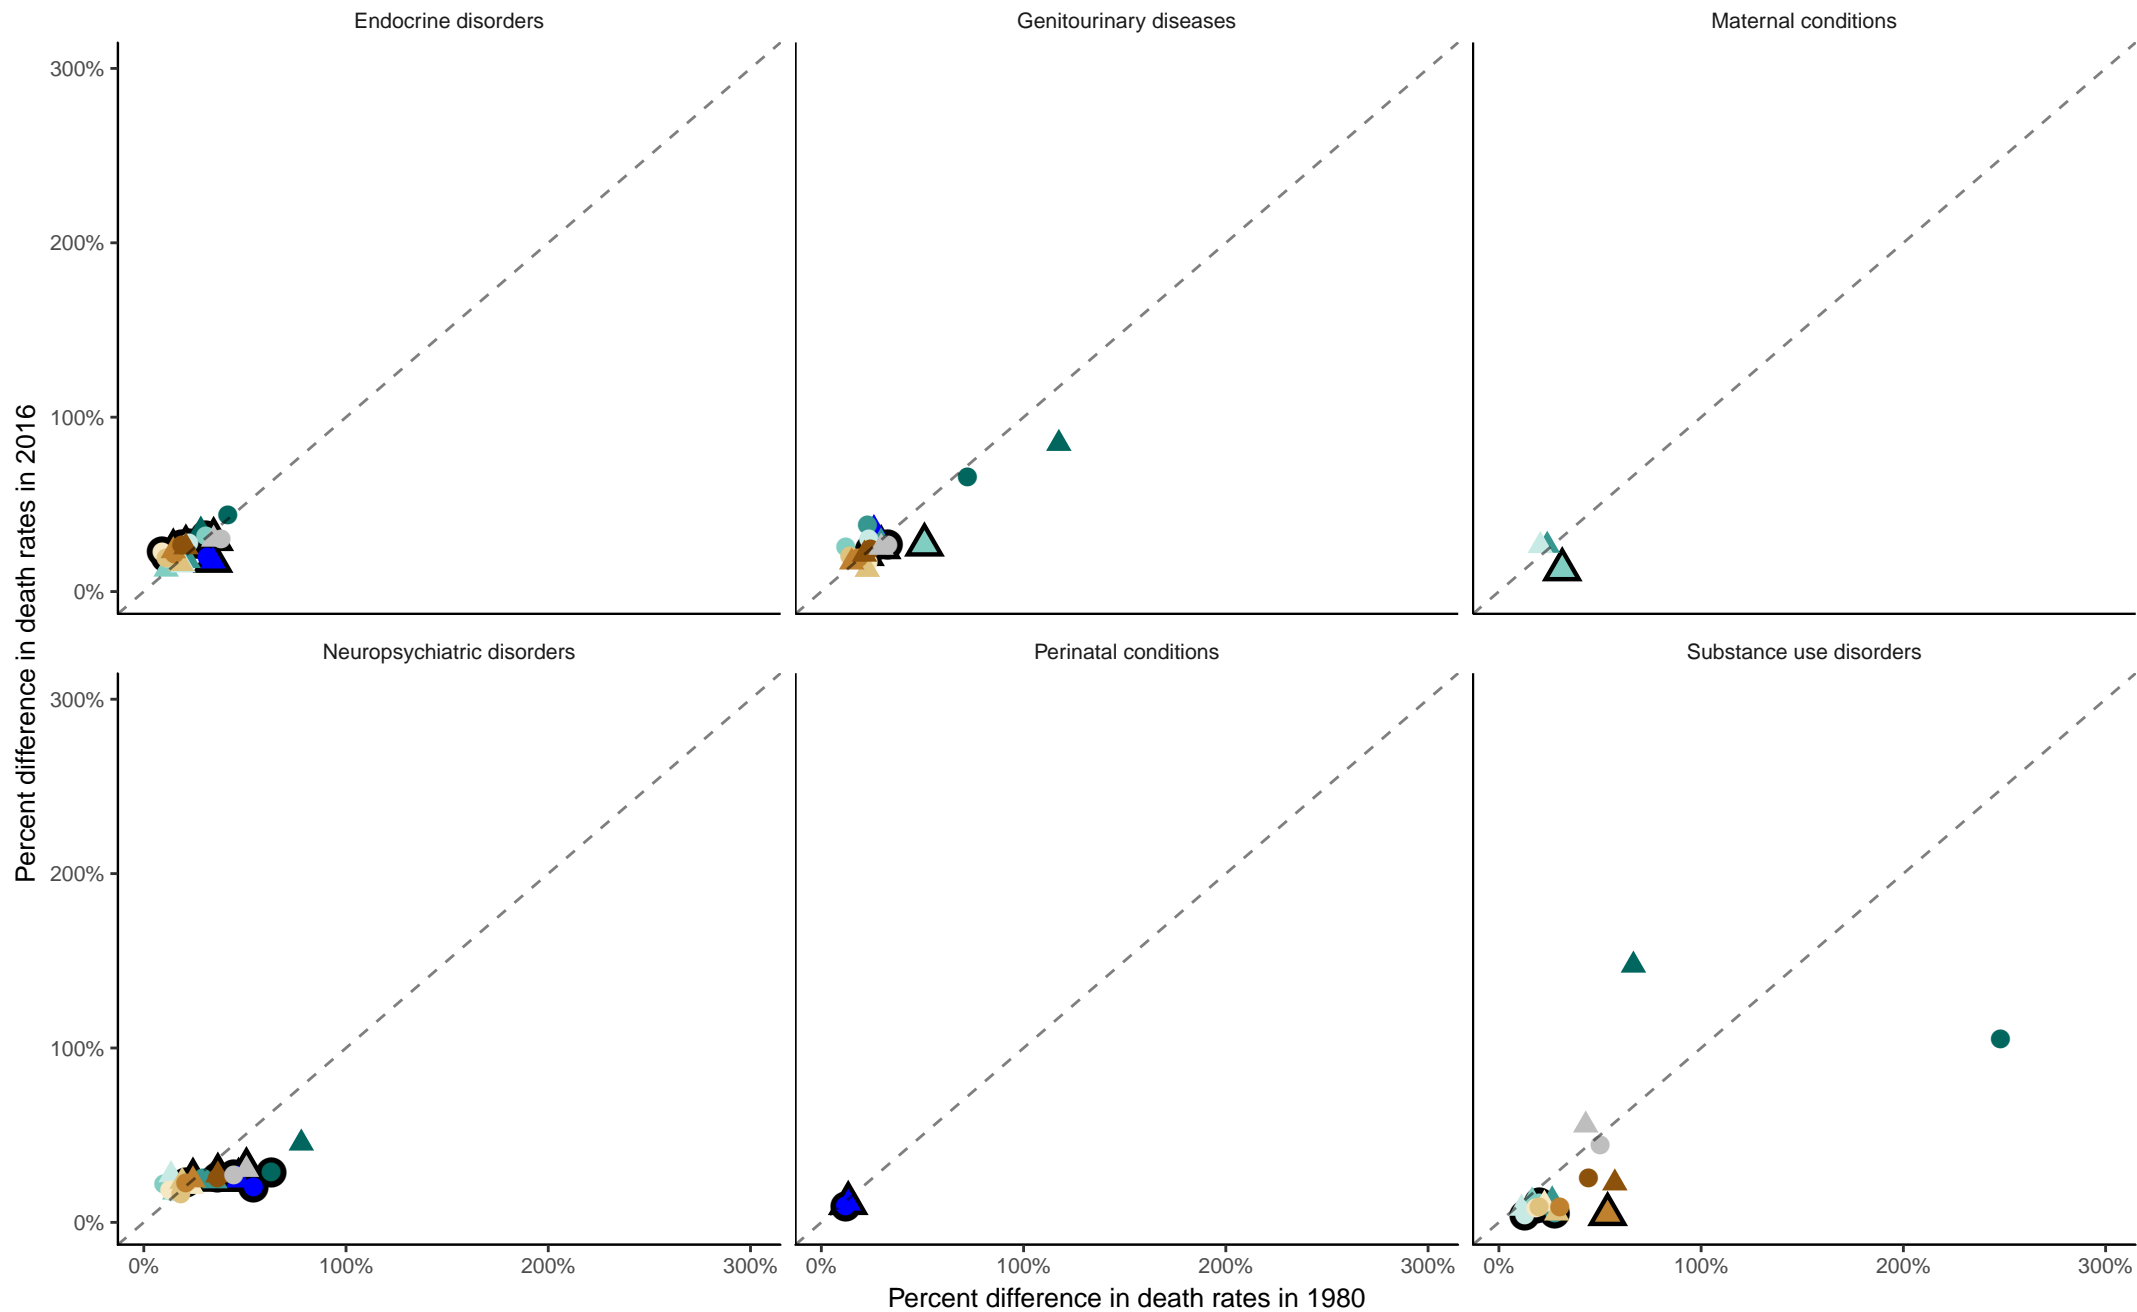 Endocrine disorders
Genitourinary diseases
Maternal conditions
300%
200%
100%
0%
Percent difference in death rates in 2016
Neuropsychiatric disorders
Perinatal conditions
Substance use disorders
300%
200%
100%
0%
0% 100% 200% 300%
0% 100% 200% 300%
0% 100% 200% 300%
Percent difference in death rates in 1980